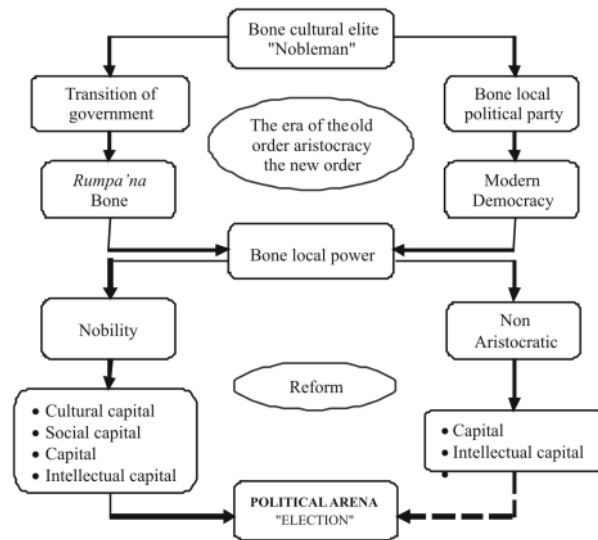 Bone cultural elite
"Nobleman"
Transition of
government
Bone local
political party
The era of the old
order aristocracy
the new order
Rumpa'na
Bone
Modern
Democracy
Bone local power
Nobility
Non
Aristocratic
Reform
• Cultural capital
• Social capital
• Capital
• Intellectual capital
• Capital
• Intellectual capital
•
POLITICAL ARENA
"ELECTION"